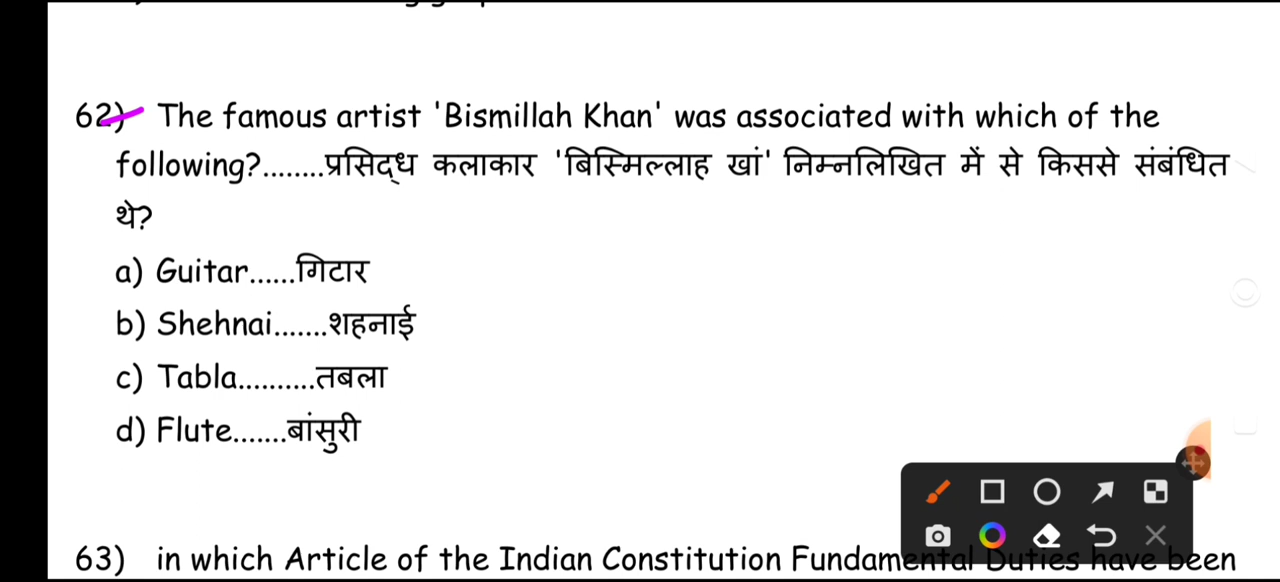 62) The famous artist 'Bismillah Khan' was associated with which of the
following?........प्रसिद्ध कलाकार 'बिस्मिल्लाह खां' निम्नलिखित में से किससे संबंधित
थे?
a) Guitar......गिटार
b) Shehnai.......शहनाई
c) Tabla..........तबला
d) Flute.......बांसुरी
63) in which Article of the Indian Constitution Fundamental Duties have been